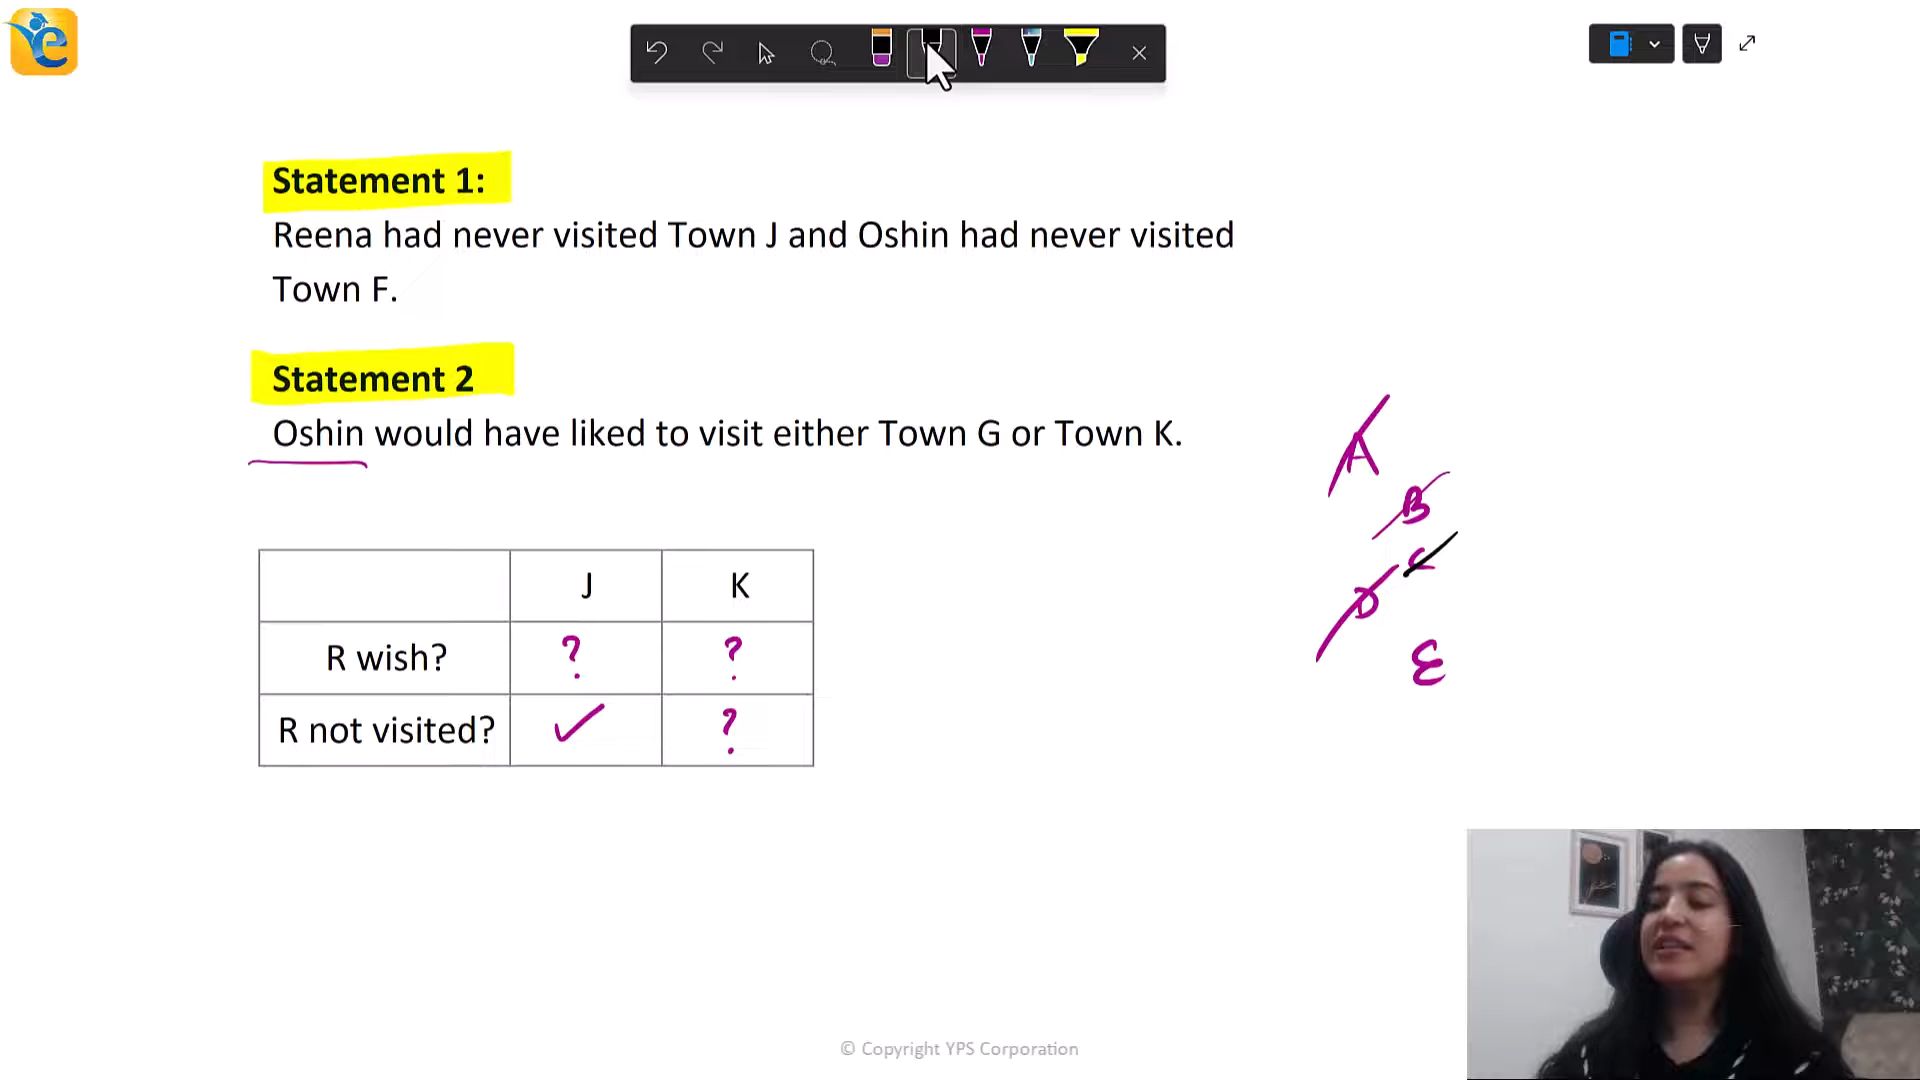 Statement 1:
Reena had never visited Town J and Oshin had never visited
Town F.
Statement 2
Oshin would have liked to visit either Town G or Town K.
A
B
C
D
E
J K
R wish? ? ?
R not visited? ✓ ?
© Copyright YPS Corporation
e